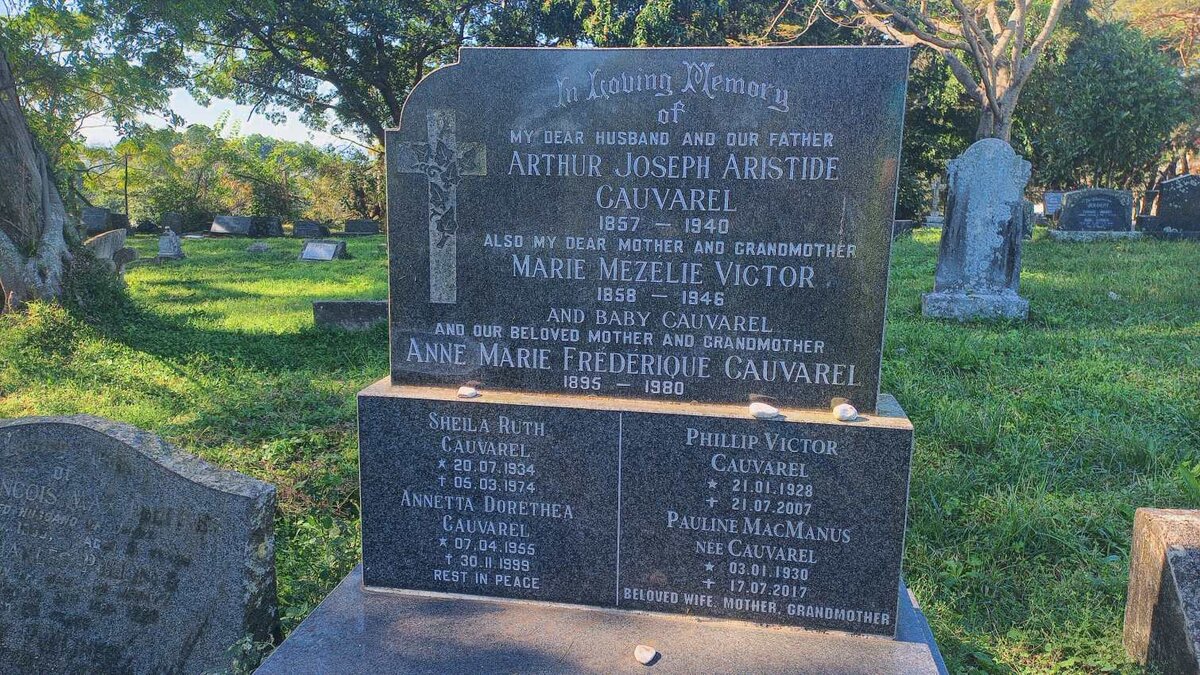 In Loving Memory
of
MY DEAR HUSBAND AND OUR FATHER
ARTHUR JOSEPH ARISTIDE
CAUVAREL
1857 — 1940
ALSO MY DEAR MOTHER AND GRANDMOTHER
MARIE MEZÉLIE VICTOR
1858 — 1946
AND BABY CAUVAREL
AND OUR BELOVED MOTHER AND GRANDMOTHER
ANNE MARIE FREDERIQUE CAUVAREL
1895 — 1980
SHEILA RUTH
CAUVAREL
★ 20.07.1934
✝ 05.03.1974
ANNETTA DORETHEA
CAUVAREL
★ 07.04.1955
✝ 30.11.1999
REST IN PEACE
PHILLIP VICTOR
CAUVAREL
★ 21.01.1928
✝ 21.07.2007
PAULINE MACMANUS
NÉE CAUVAREL
★ 03.01.1930
✝ 17.07.2017
BELOVED WIFE, MOTHER, GRANDMOTHER
OF